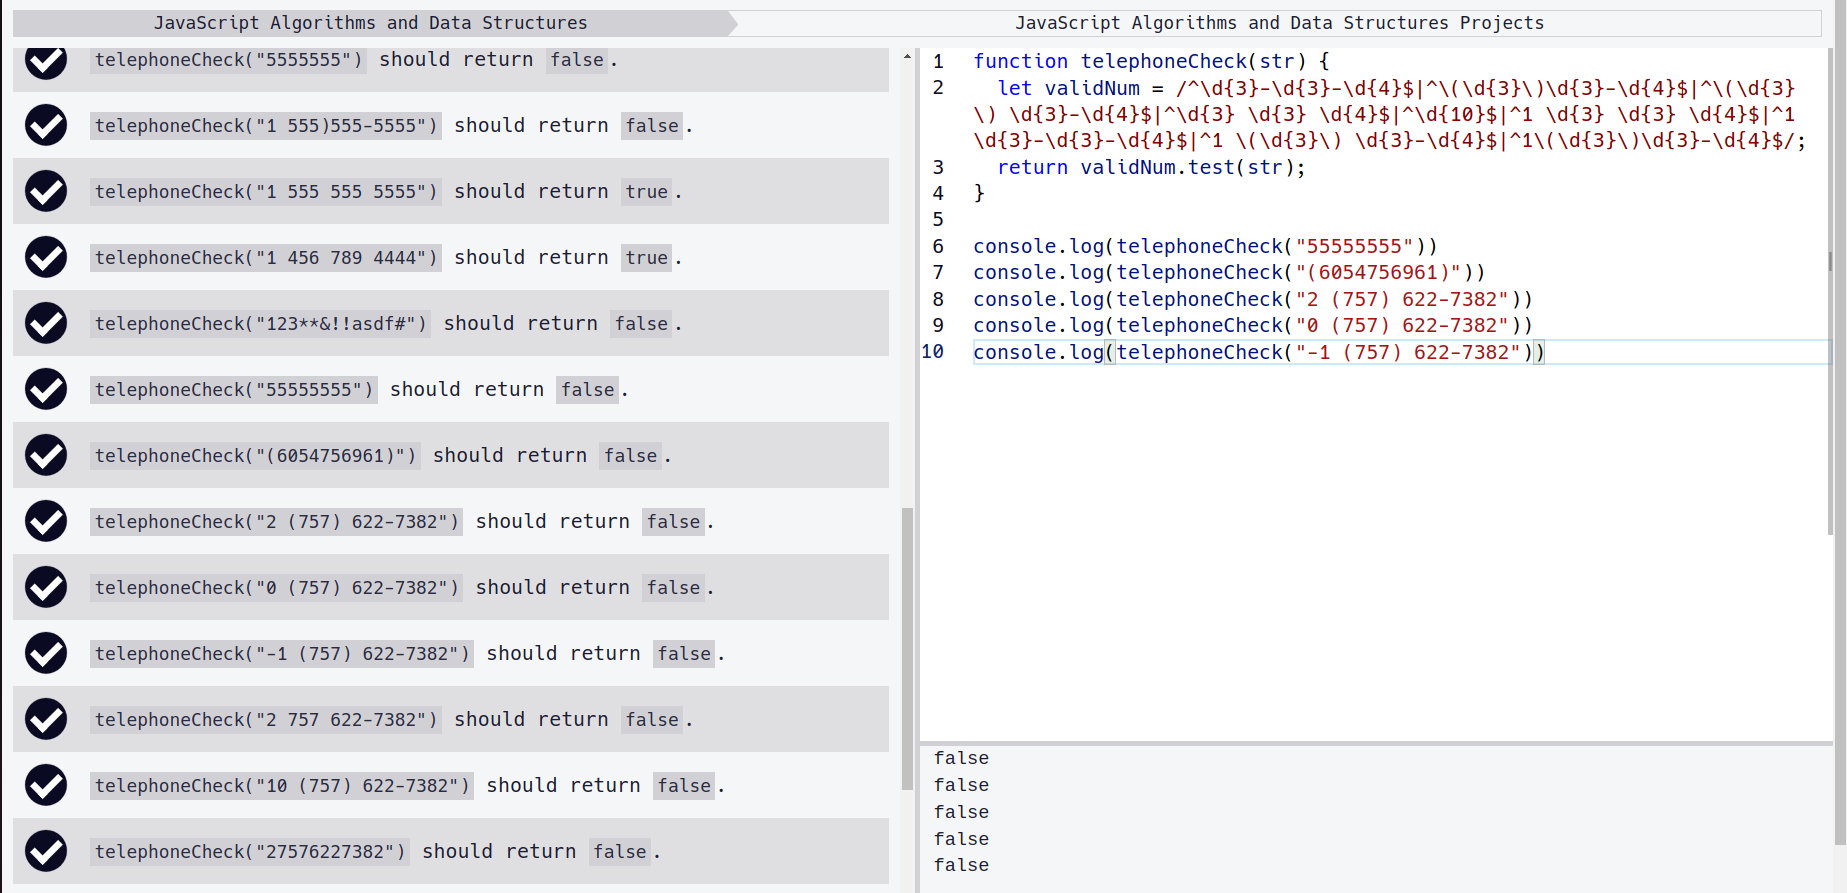 JavaScript Algorithms and Data Structures
JavaScript Algorithms and Data Structures Projects
telephoneCheck("5555555") should return false.
telephoneCheck("1 555)555-5555") should return false.
telephoneCheck("1 555 555 5555") should return true.
telephoneCheck("1 456 789 4444") should return true.
telephoneCheck("123**&!!asdf#") should return false.
telephoneCheck("55555555") should return false.
telephoneCheck("(6054756961)") should return false.
telephoneCheck("2 (757) 622-7382") should return false.
telephoneCheck("0 (757) 622-7382") should return false.
telephoneCheck("-1 (757) 622-7382") should return false.
telephoneCheck("2 757 622-7382") should return false.
telephoneCheck("10 (757) 622-7382") should return false.
telephoneCheck("27576227382") should return false.
1 function telephoneCheck(str) {
2   let validNum = /^\d{3}-\d{3}-\d{4}$|^\(\d{3}\)\d{3}-\d{4}$|^\(\d{3}
\) \d{3}-\d{4}$|^\d{3} \d{3} \d{4}$|^\d{10}$|^1 \d{3} \d{3} \d{4}$|^1
\d{3}-\d{3}-\d{4}$|^1 \(\d{3}\) \d{3}-\d{4}$|^1\(\d{3}\)\d{3}-\d{4}$/;
3   return validNum.test(str);
4 }
5
6 console.log(telephoneCheck("55555555"))
7 console.log(telephoneCheck("(6054756961)"))
8 console.log(telephoneCheck("2 (757) 622-7382"))
9 console.log(telephoneCheck("0 (757) 622-7382"))
10 console.log(telephoneCheck("-1 (757) 622-7382"))
false
false
false
false
false